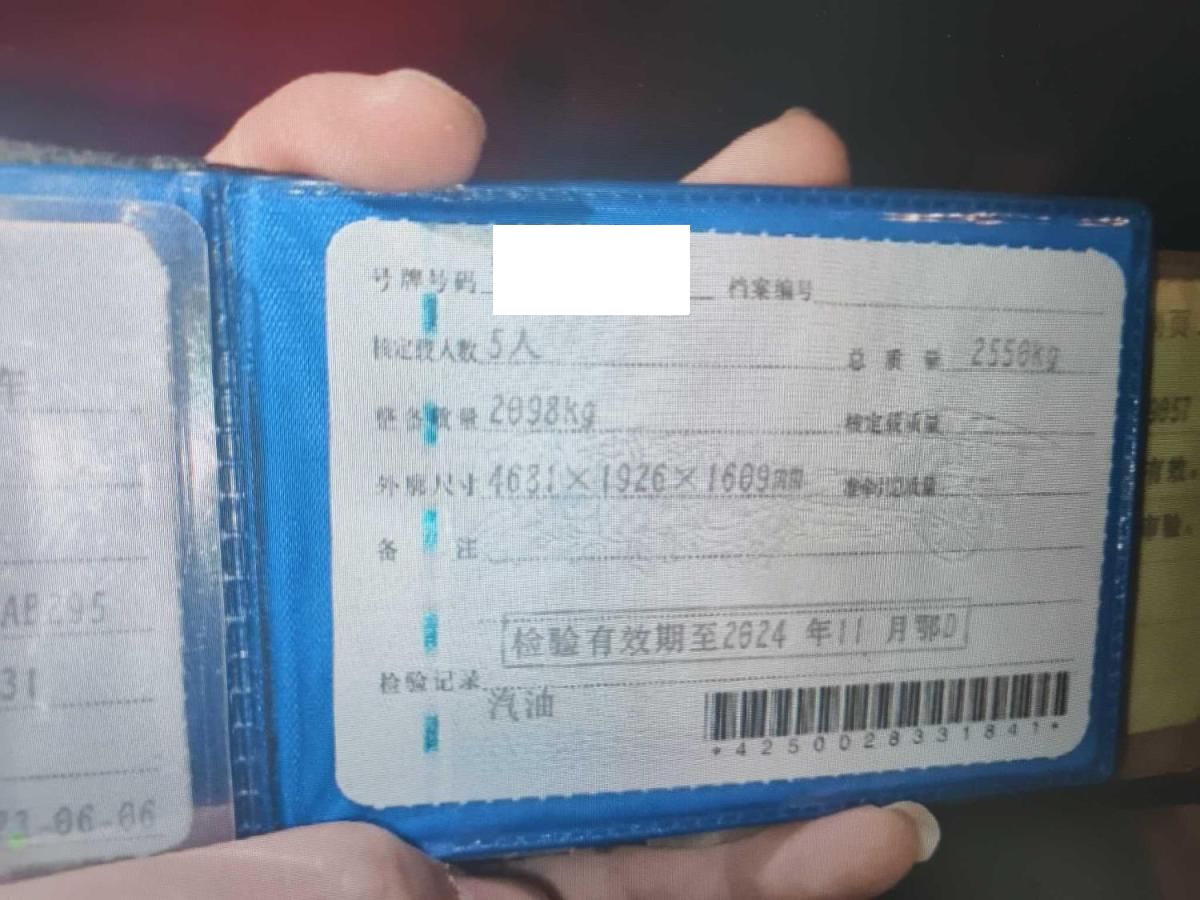 号牌号码
档案编号
核定载人数 5人
总质量 2550kg
整备质量 2098kg
核定载质量 --
外廓尺寸 4631×1926×1609mm
准牵引总质量 --
备注
检验有效期至2024 年11 月鄂D
检验记录
汽油
*4250028331841*
AB295
31
06-06